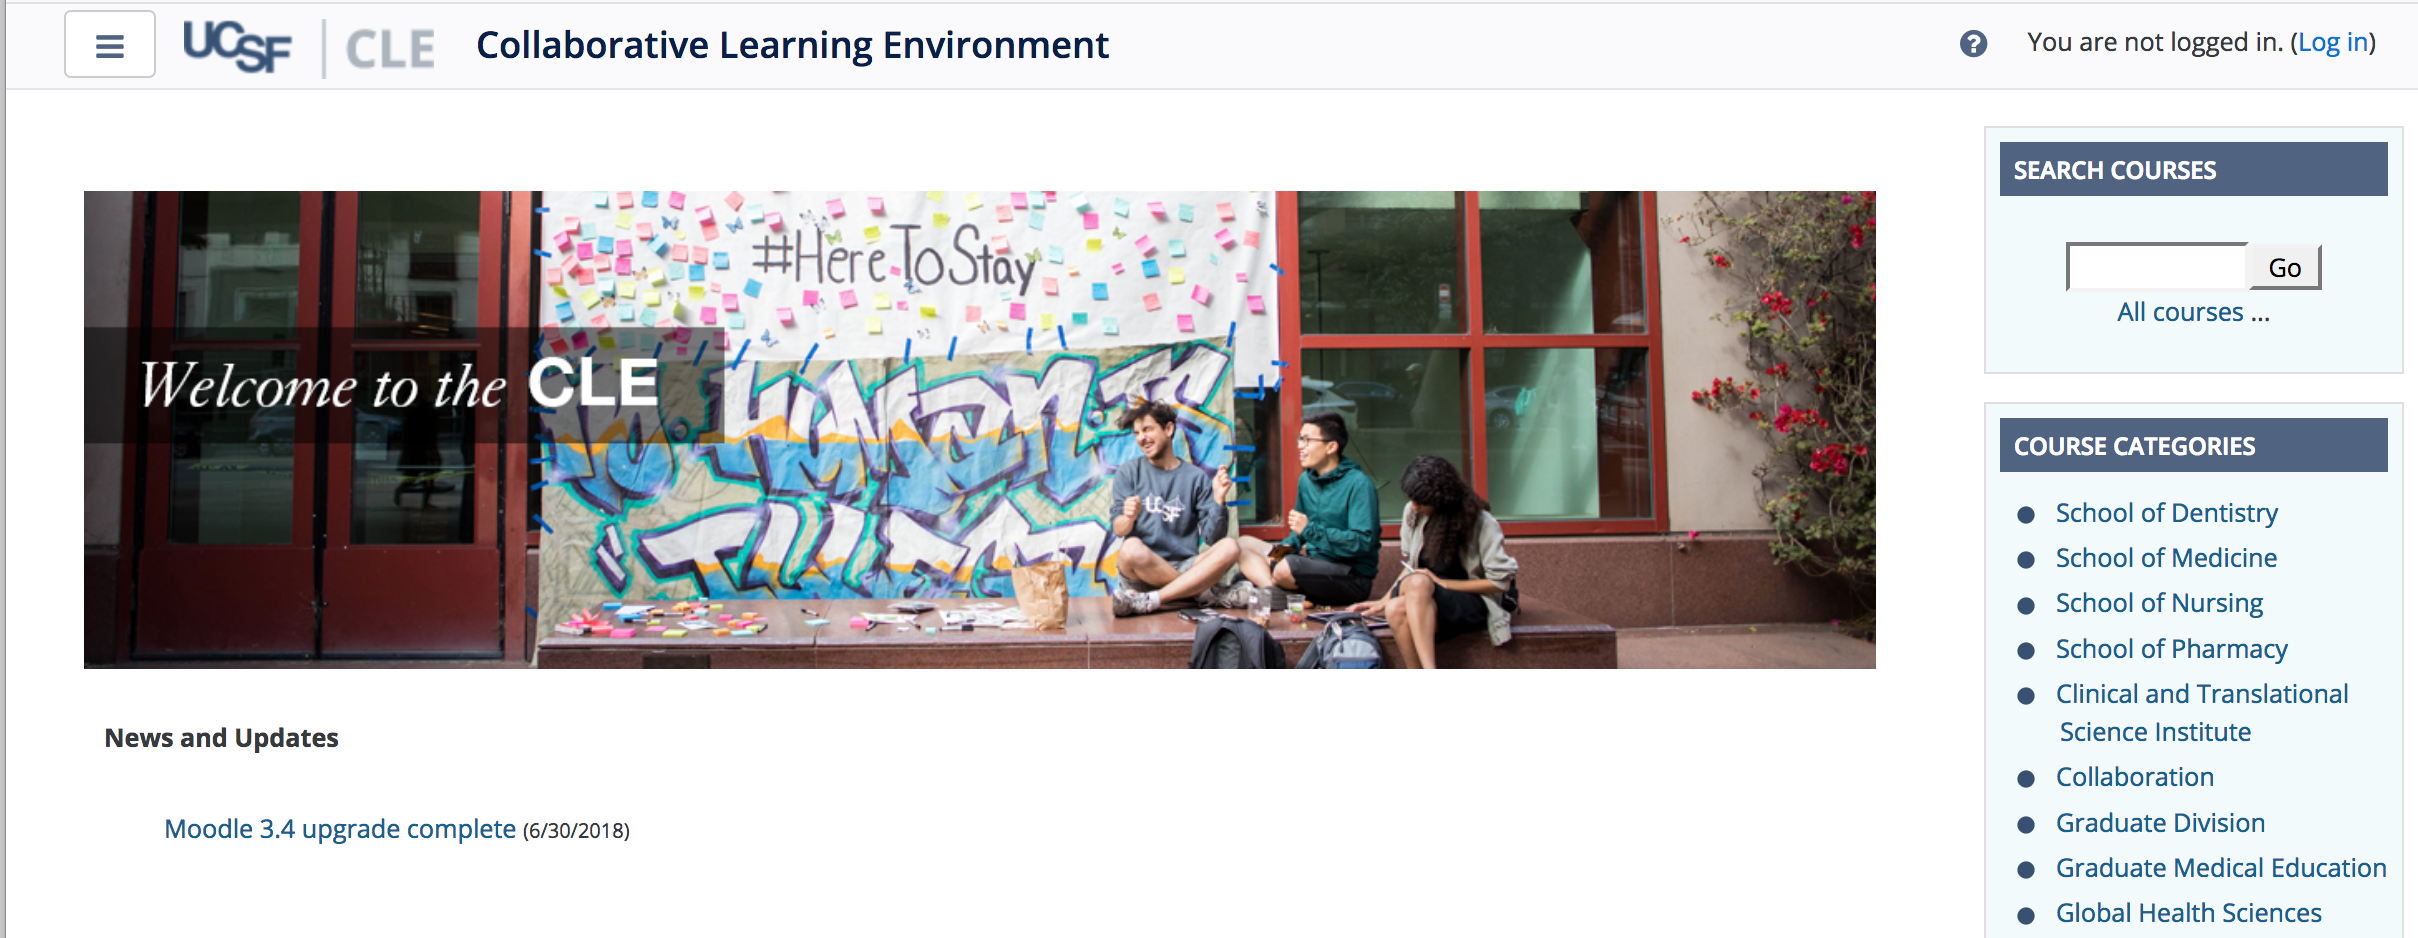 UCSF | CLE Collaborative Learning Environment
You are not logged in. (Log in)
#HereToStay
Welcome to the CLE
UCSF
News and Updates
Moodle 3.4 upgrade complete (6/30/2018)
SEARCH COURSES
Go
All courses ...
COURSE CATEGORIES
School of Dentistry
School of Medicine
School of Nursing
School of Pharmacy
Clinical and Translational
Science Institute
Collaboration
Graduate Division
Graduate Medical Education
Global Health Sciences